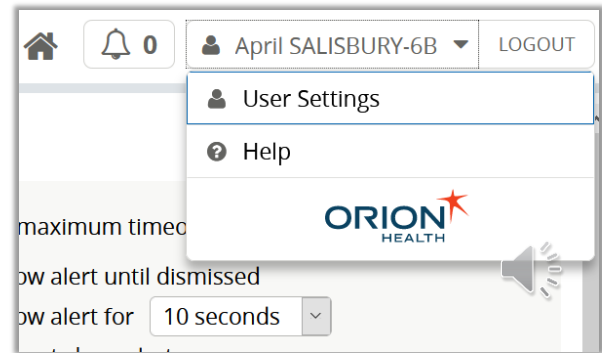 0
April SALISBURY-6B
LOGOUT
User Settings
Help
ORION
HEALTH
maximum timeo
ow alert until dismissed
ow alert for 10 seconds